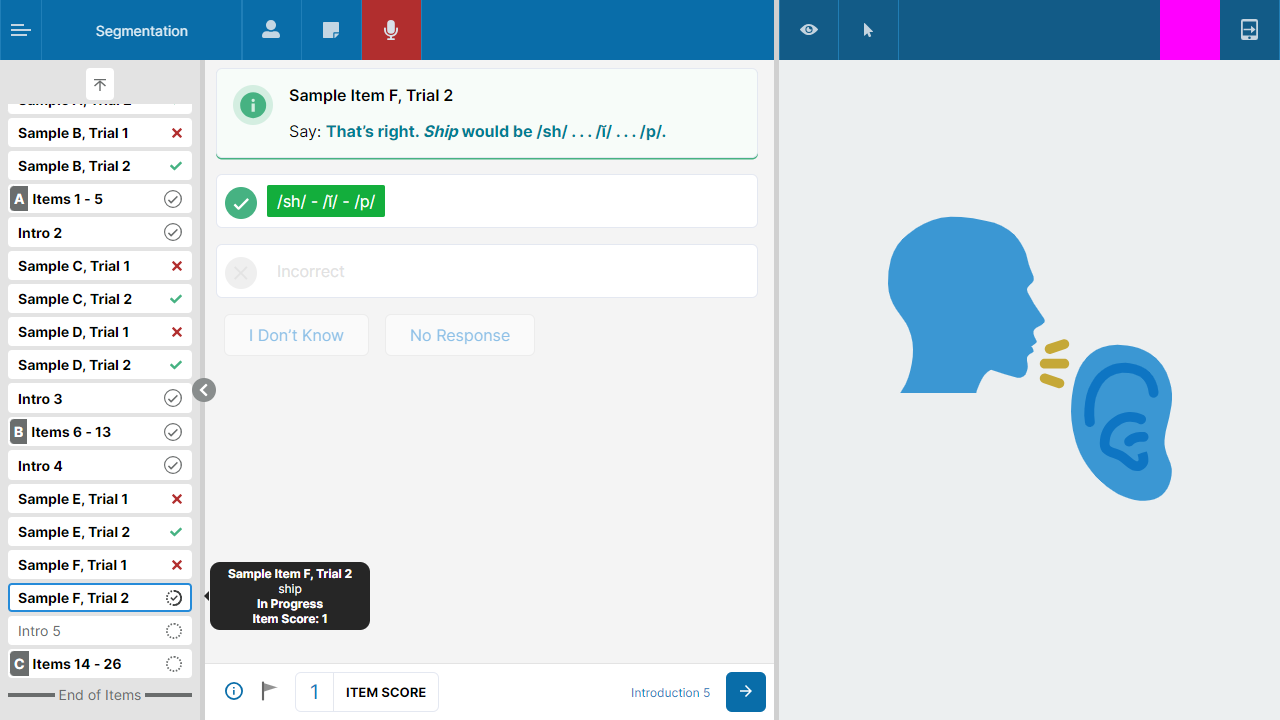 Segmentation
Sample B, Trial 1
Sample B, Trial 2
A Items 1 - 5
Intro 2
Sample C, Trial 1
Sample C, Trial 2
Sample D, Trial 1
Sample D, Trial 2
Intro 3
B Items 6 - 13
Intro 4
Sample E, Trial 1
Sample E, Trial 2
Sample F, Trial 1
Sample F, Trial 2
Intro 5
C Items 14 - 26
End of Items
Sample Item F, Trial 2
Say: That’s right. Ship would be /sh/ . . . /ĭ/ . . . /p/.
/sh/ - /ĭ/ - /p/
Incorrect
I Don’t Know
No Response
Sample Item F, Trial 2
ship
In Progress
Item Score: 1
1 ITEM SCORE
Introduction 5